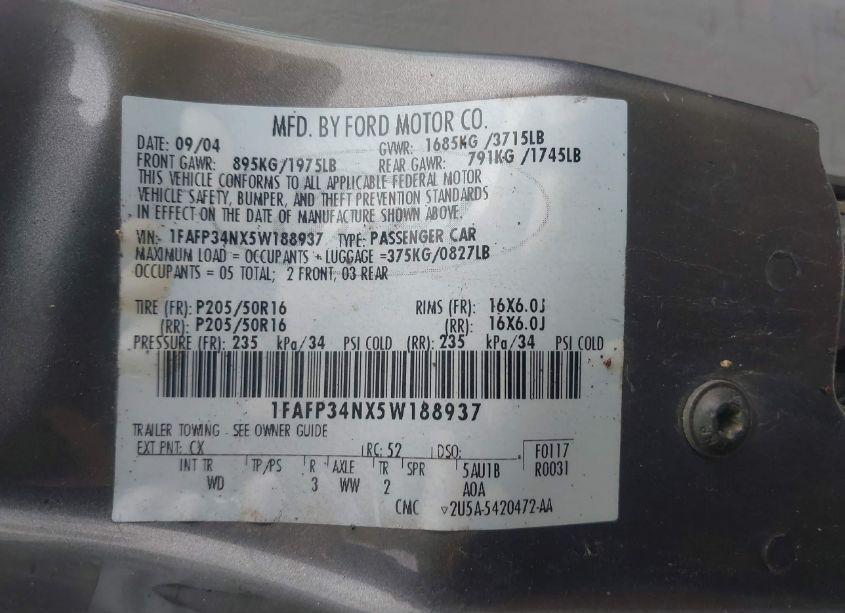 MFD. BY FORD MOTOR CO.
DATE: 09/04 GVWR: 1685KG /3715LB
FRONT GAWR: 895KG/1975LB REAR GAWR: 791KG /1745LB
THIS VEHICLE CONFORMS TO ALL APPLICABLE FEDERAL MOTOR
VEHICLE SAFETY, BUMPER, AND THEFT PREVENTION STANDARDS
IN EFFECT ON THE DATE OF MANUFACTURE SHOWN ABOVE.
VIN: 1FAFP34NX5W188937 TYPE: PASSENGER CAR
MAXIMUM LOAD = OCCUPANTS + LUGGAGE =375KG/0827LB
OCCUPANTS = 05 TOTAL; 2 FRONT, 03 REAR
TIRE (FR): P205/50R16 RIMS (FR): 16X6.0J
(RR): P205/50R16 (RR): 16X6.0J
PRESSURE (FR): 235 kPa/34 PSI COLD (RR): 235 kPa/34 PSI COLD
1FAFP34NX5W188937
TRAILER TOWING - SEE OWNER GUIDE
EXT PNT: CX RC: 52 DSO: F0117
INT TR TP/PS R AXLE TR SPR 5AU1B R0031
WD 3 WW 2 A0A
CMC ▽2U5A-5420472-AA